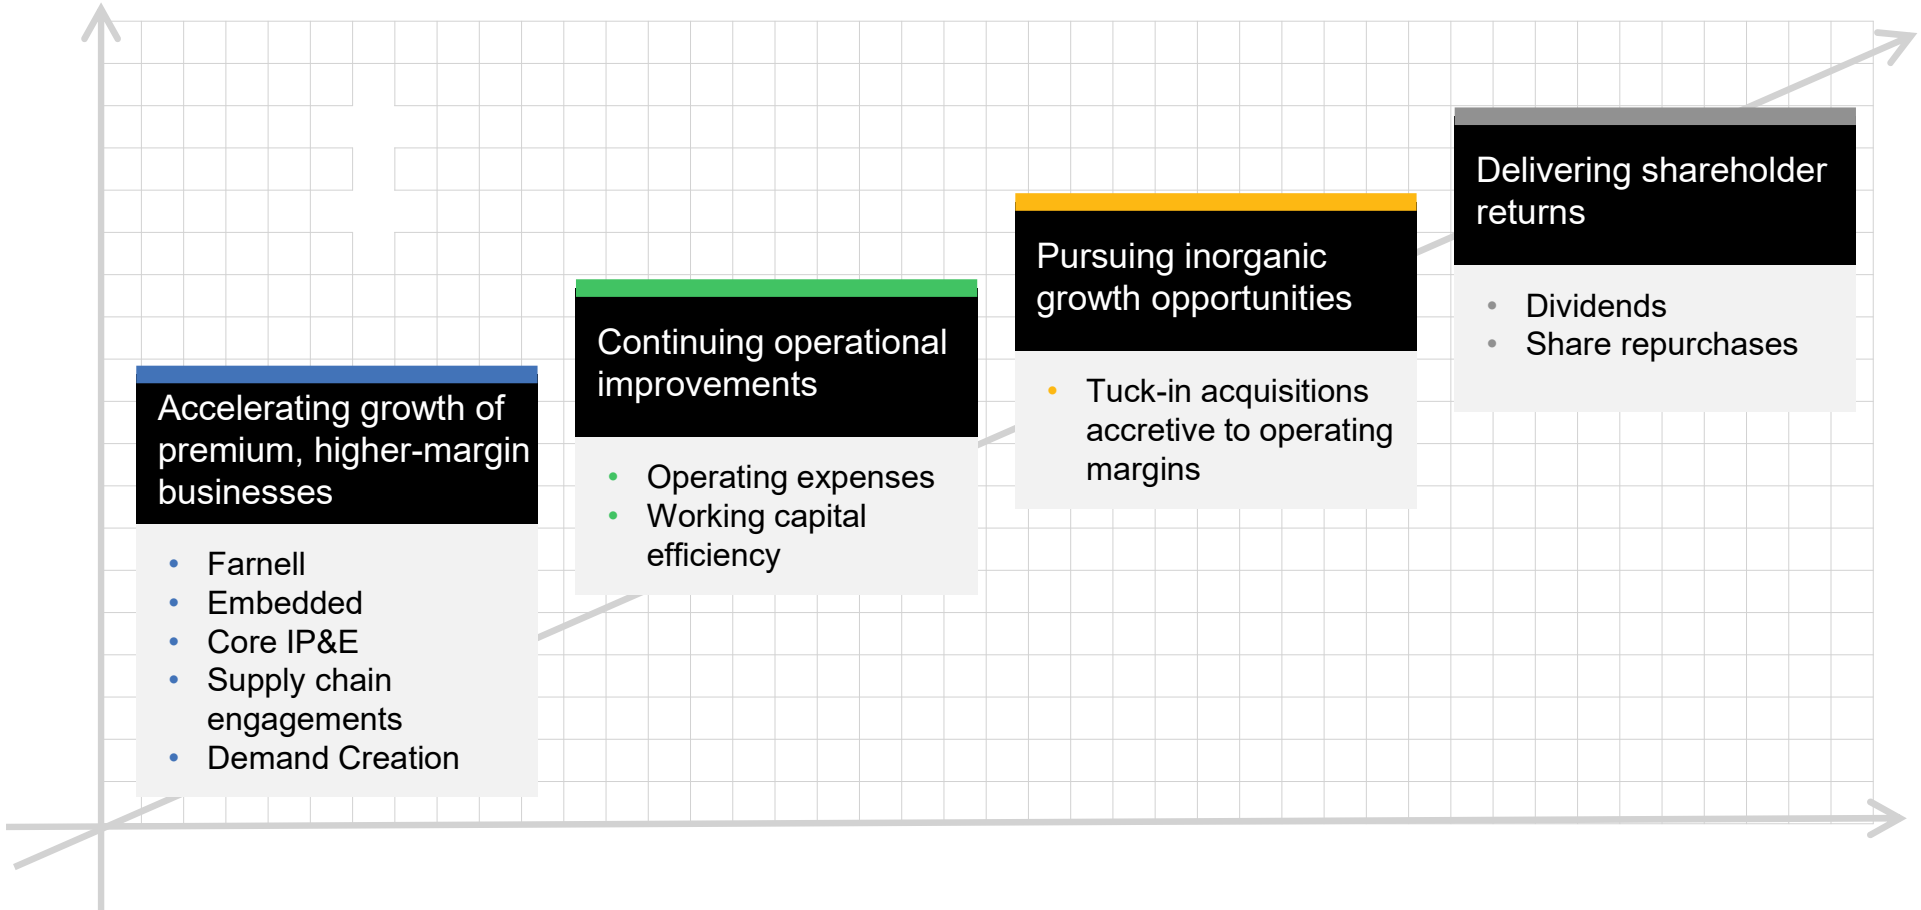 Accelerating growth of
premium, higher-margin
businesses
• Farnell
• Embedded
• Core IP&E
• Supply chain
engagements
• Demand Creation
Continuing operational
improvements
• Operating expenses
• Working capital
efficiency
Pursuing inorganic
growth opportunities
• Tuck-in acquisitions
accretive to operating
margins
Delivering shareholder
returns
• Dividends
• Share repurchases